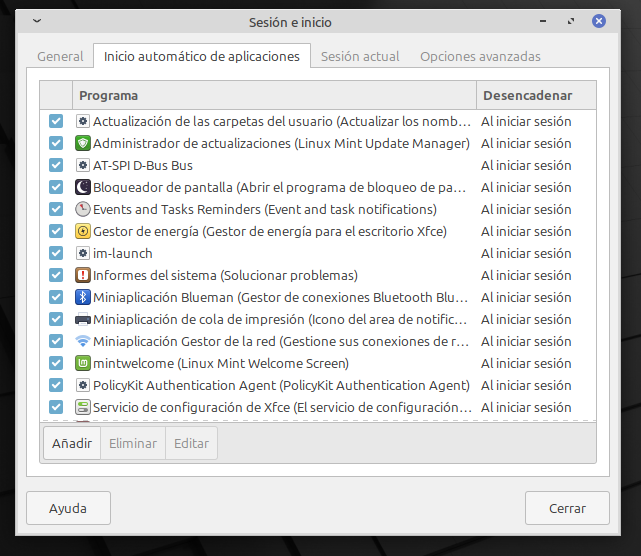 Sesión e inicio
General Inicio automático de aplicaciones Sesión actual Opciones avanzadas
Programa Desencadenar
Actualización de las carpetas del usuario (Actualizar los nomb… Al iniciar sesión
Administrador de actualizaciones (Linux Mint Update Manager) Al iniciar sesión
AT-SPI D-Bus Bus Al iniciar sesión
Bloqueador de pantalla (Abrir el programa de bloqueo de pa… Al iniciar sesión
Events and Tasks Reminders (Event and task notifications) Al iniciar sesión
Gestor de energía (Gestor de energía para el escritorio Xfce) Al iniciar sesión
im-launch Al iniciar sesión
Informes del sistema (Solucionar problemas) Al iniciar sesión
Miniaplicación Blueman (Gestor de conexiones Bluetooth Blu… Al iniciar sesión
Miniaplicación de cola de impresión (Icono del area de notific… Al iniciar sesión
Miniaplicación Gestor de la red (Gestione sus conexiones de r… Al iniciar sesión
mintwelcome (Linux Mint Welcome Screen) Al iniciar sesión
PolicyKit Authentication Agent (PolicyKit Authentication Agent) Al iniciar sesión
Servicio de configuración de Xfce (El servicio de configuración… Al iniciar sesión
Añadir Eliminar Editar
Ayuda Cerrar